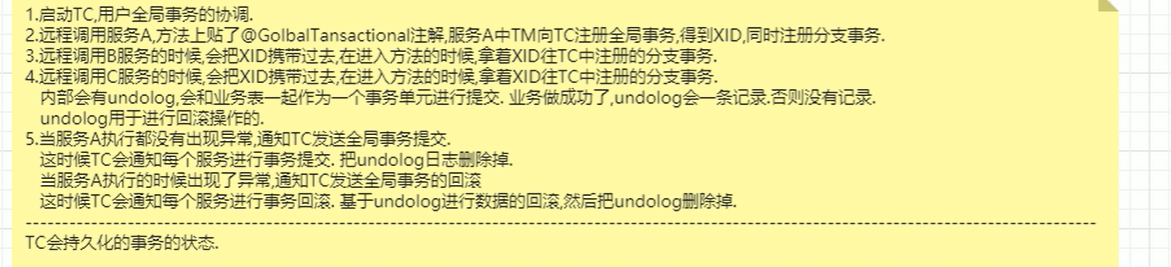 1.启动TC,用户全局事务的协调.
2.远程调用服务A,方法上贴了@GolbalTansactional注解,服务A中TM向TC注册全局事务,得到XID,同时注册分支事务.
3.远程调用B服务的时候,会把XID携带过去,在进入方法的时候,拿着XID往TC中注册的分支事务.
4.远程调用C服务的时候,会把XID携带过去,在进入方法的时候,拿着XID往TC中注册的分支事务.
内部会有undolog,会和业务表一起作为一个事务单元进行提交. 业务做成功了,undolog会一条记录.否则没有记录.
undolog用于进行回滚操作的.
5.当服务A执行都没有出现异常,通知TC发送全局事务提交.
这时候TC会通知每个服务进行事务提交. 把undolog日志删除掉.
当服务A执行的时候出现了异常,通知TC发送全局事务的回滚
这时候TC会通知每个服务进行事务回滚. 基于undolog进行数据的回滚,然后把undolog删除掉.
TC会持久化的事务的状态.